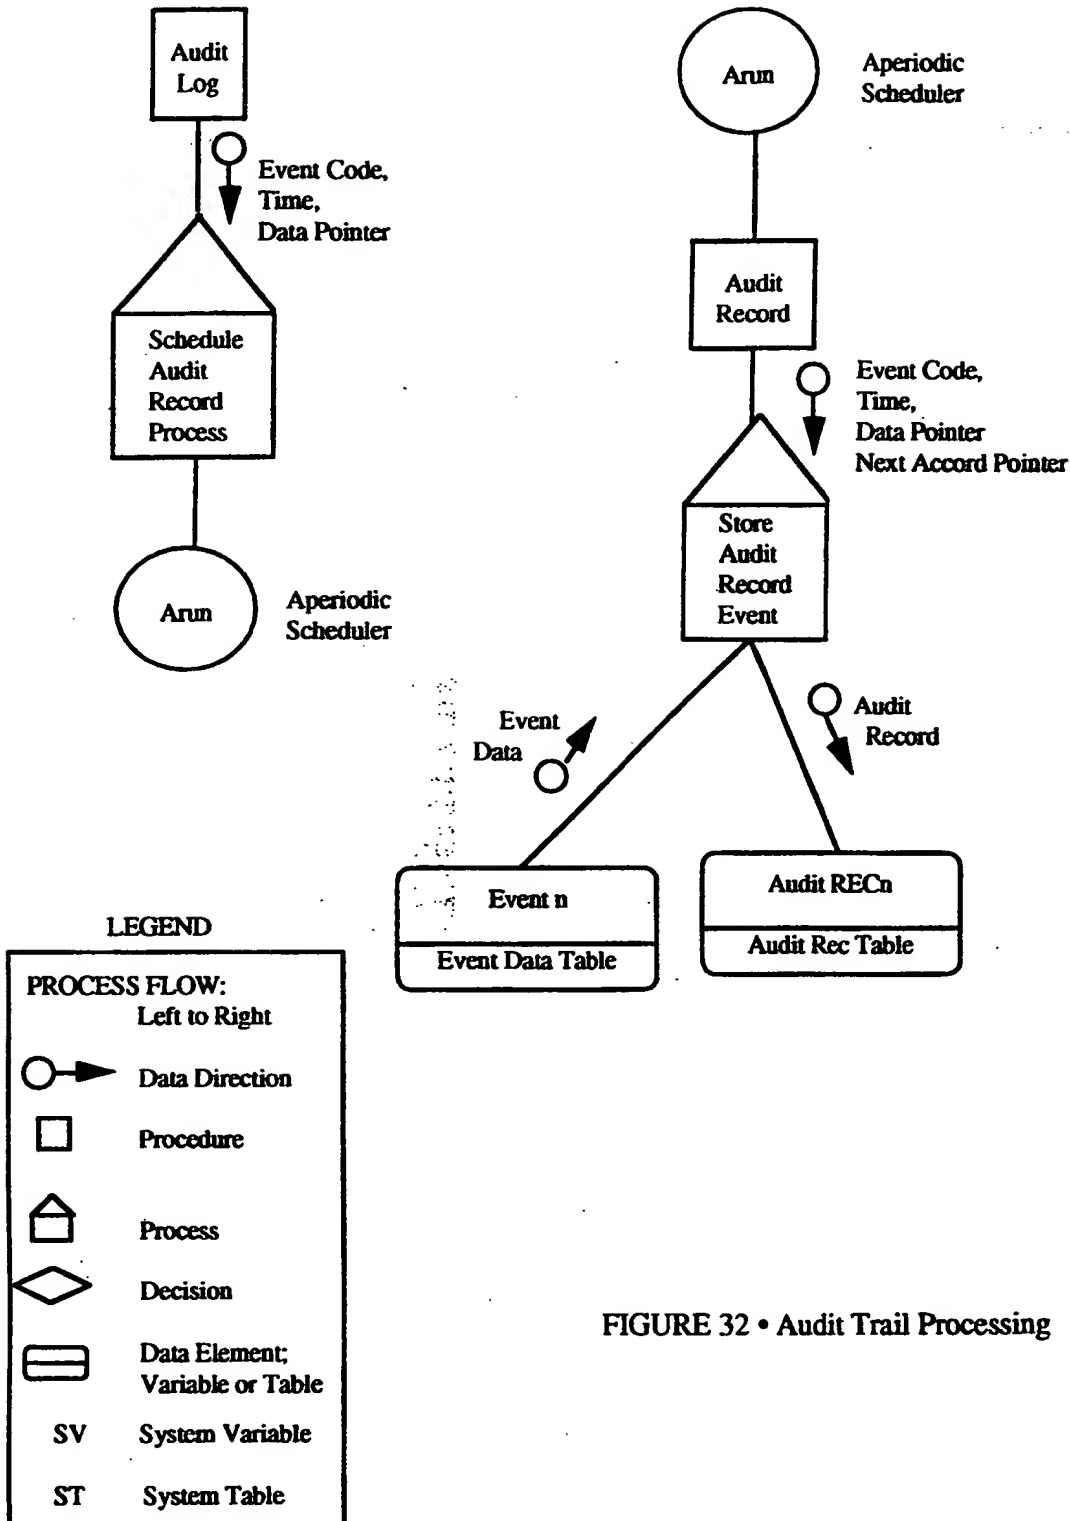 Audit
Log
Event Code,
Time,
Data Pointer
Schedule
Audit
Record
Process
Arun
Aperiodic
Scheduler
Arun
Aperiodic
Scheduler
Audit
Record
Event Code,
Time,
Data Pointer
Next Accord Pointer
Store
Audit
Record
Event
Event
Data
Audit
Record
Event n
Event Data Table
Audit RECn
Audit Rec Table
LEGEND
PROCESS FLOW:
Left to Right
Data Direction
Procedure
Process
Decision
Data Element;
Variable or Table
SV System Variable
ST System Table
FIGURE 32 • Audit Trail Processing